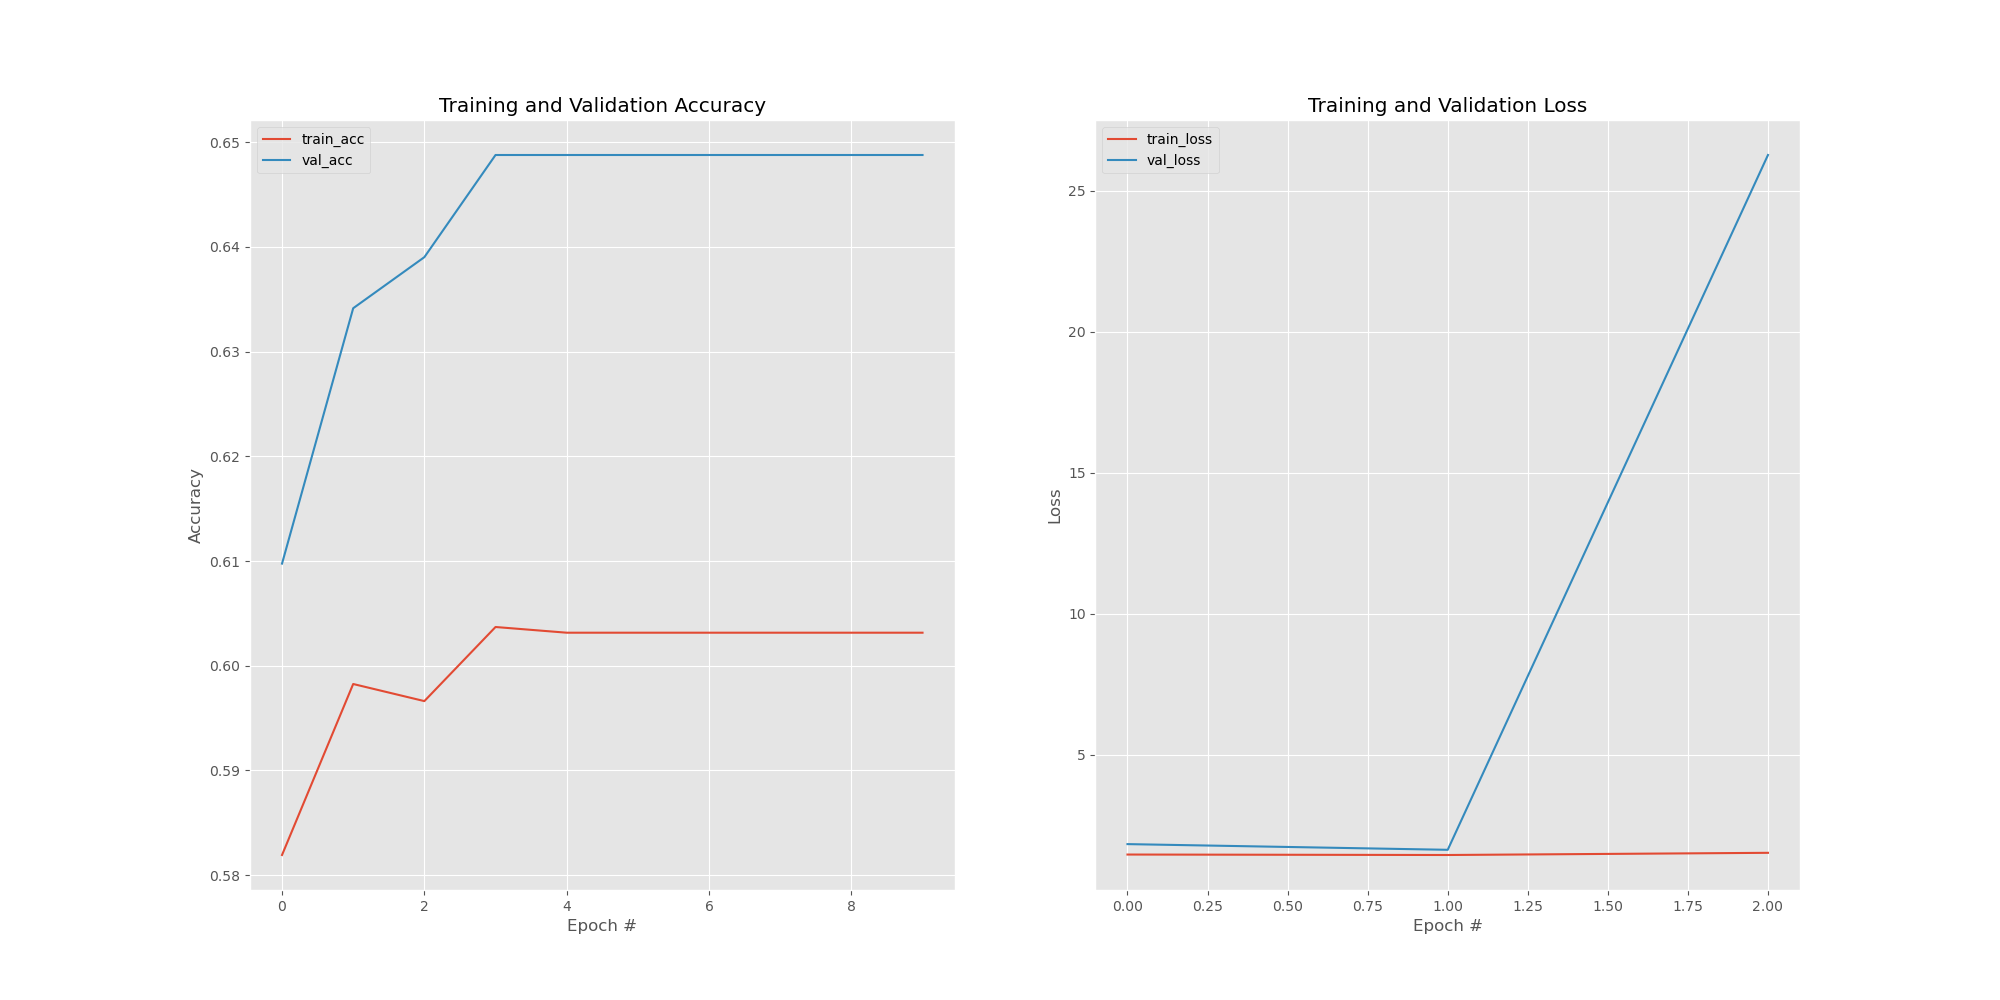 Training and Validation Accuracy
train_acc
val_acc
0.65
0.64
0.63
0.62
0.61
0.60
0.59
0.58
Accuracy
0 2 4 6 8
Epoch #
Training and Validation Loss
train_loss
val_loss
25
20
15
10
5
Loss
0.00 0.25 0.50 0.75 1.00 1.25 1.50 1.75 2.00
Epoch #